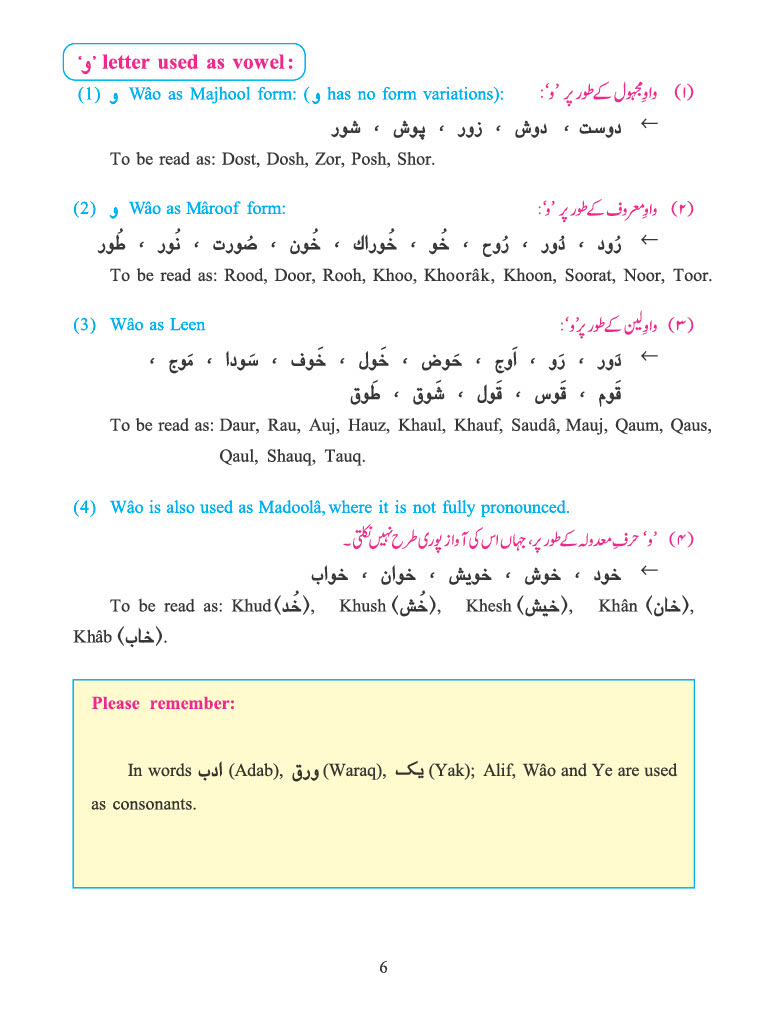 ‘و’ letter used as vowel:
(1) و Wâo as Majhool form: (و has no form variations): (۱) واوِ مجہول کے طور پر ’و‘:
← دوست ، دوش ، زور ، پوش ، شور
To be read as: Dost, Dosh, Zor, Posh, Shor.
(2) و Wâo as Mâroof form: (۲) واوِ معروف کے طور پر ’و‘:
← رُود ، دُور ، رُوح ، خُو ، خُوراك ، خُون ، صُورت ، نُور ، طُور
To be read as: Rood, Door, Rooh, Khoo, Khoorâk, Khoon, Soorat, Noor, Toor.
(3) Wâo as Leen (۳) واوِ لین کے طور پر ’و‘:
← دَور ، رَو ، اَوج ، حَوض ، خَول ، خَوف ، سَودا ، مَوج ،
قَوم ، قَوس ، قَول ، شَوق ، طَوق
To be read as: Daur, Rau, Auj, Hauz, Khaul, Khauf, Saudâ, Mauj, Qaum, Qaus,
Qaul, Shauq, Tauq.
(4) Wâo is also used as Madoolâ, where it is not fully pronounced.
(۴) ’و‘ حرفِ معدولہ کے طور پر، جہاں اس کی آواز پوری طرح نہیں نکلتی۔
← خود ، خوش ، خویش ، خوان ، خواب
To be read as: Khud (خُد), Khush (خُش), Khesh (خیش), Khân (خان),
Khâb (خاب).
Please remember:
In words ادب (Adab), ورق (Waraq), یک (Yak); Alif, Wâo and Ye are used
as consonants.
6